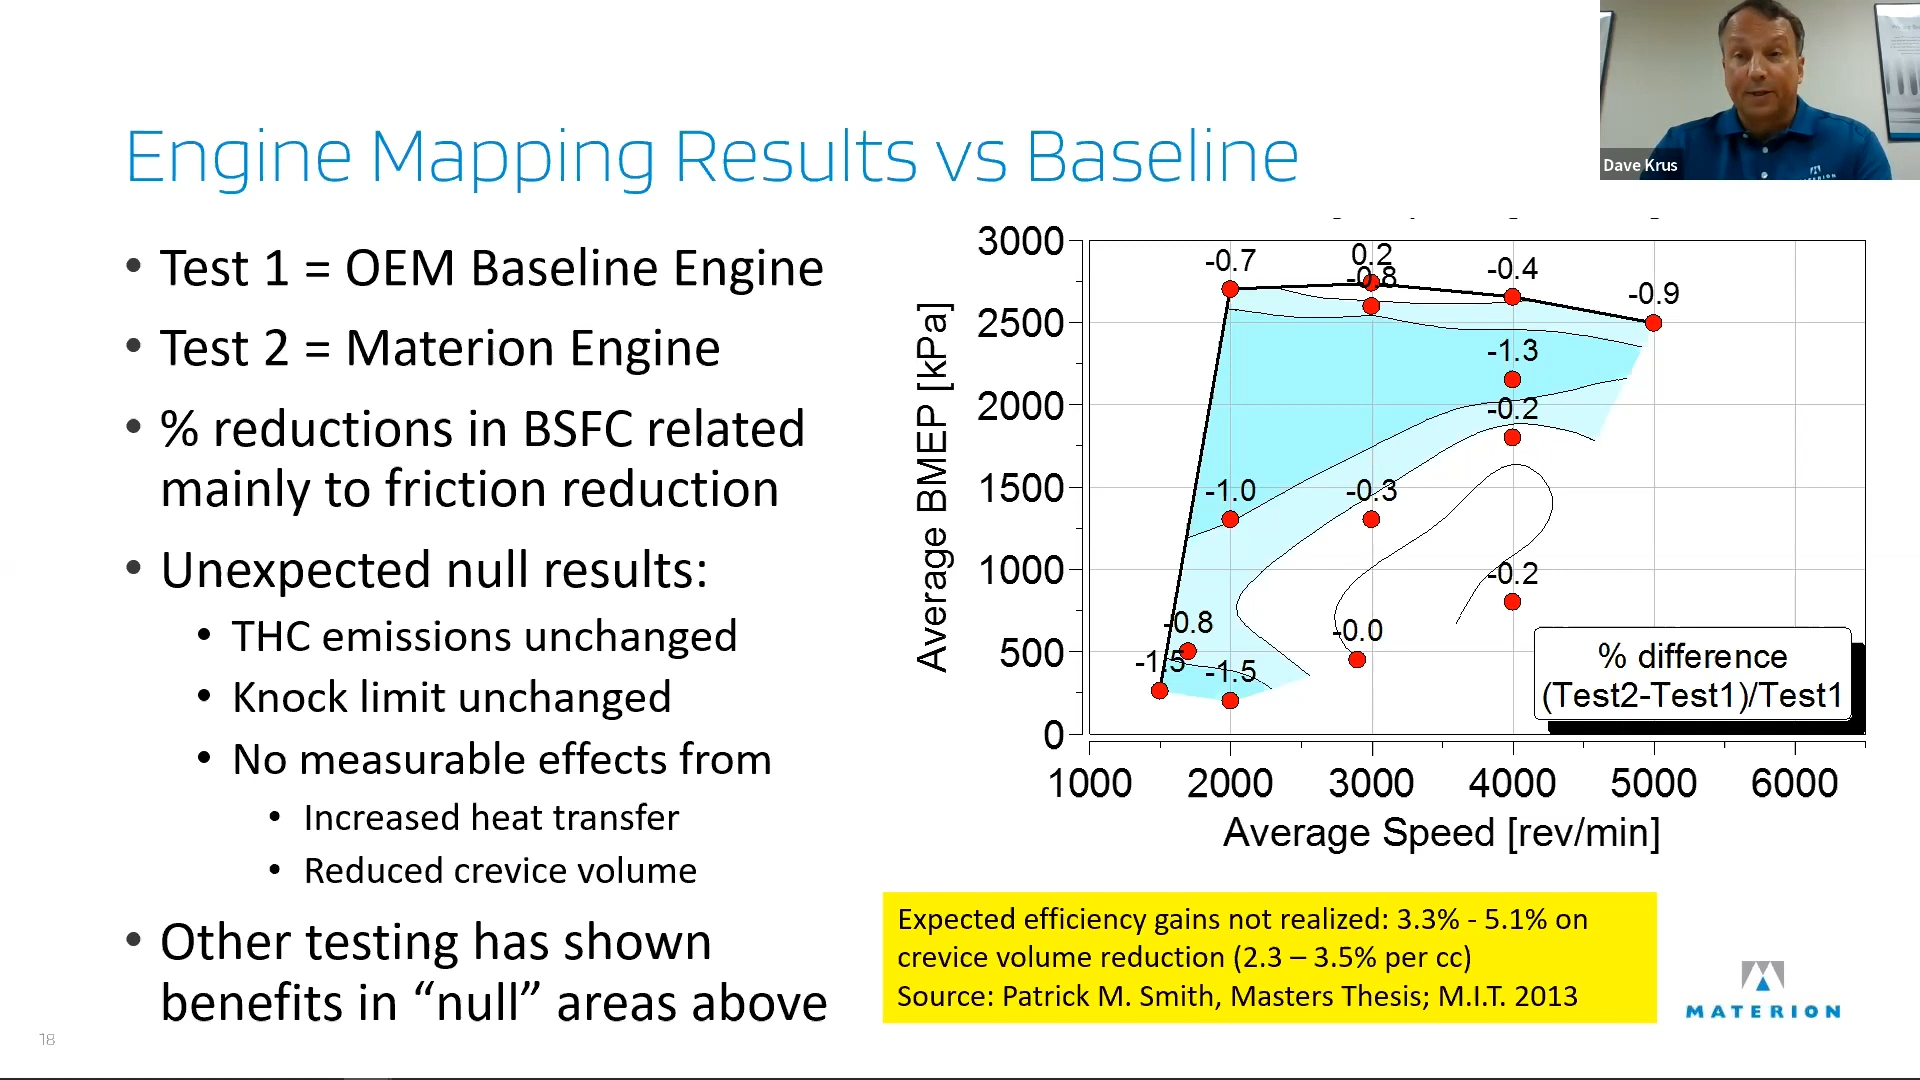 Dave Krus
Engine Mapping Results vs Baseline
• Test 1 = OEM Baseline Engine
• Test 2 = Materion Engine
• % reductions in BSFC related
mainly to friction reduction
• Unexpected null results:
• THC emissions unchanged
• Knock limit unchanged
• No measurable effects from
• Increased heat transfer
• Reduced crevice volume
• Other testing has shown
benefits in “null” areas above
18
Average BMEP [kPa]
3000
2500
2000
1500
1000
500
0
-0.7
0.2
-0.8
-0.4
-0.9
-1.3
-0.2
-1.0
-0.3
-0.2
-0.8
-0.0
-1.5
-1.5
% difference
(Test2-Test1)/Test1
1000 2000 3000 4000 5000 6000
Average Speed [rev/min]
Expected efficiency gains not realized: 3.3% - 5.1% on
crevice volume reduction (2.3 – 3.5% per cc)
Source: Patrick M. Smith, Masters Thesis; M.I.T. 2013
MATERION